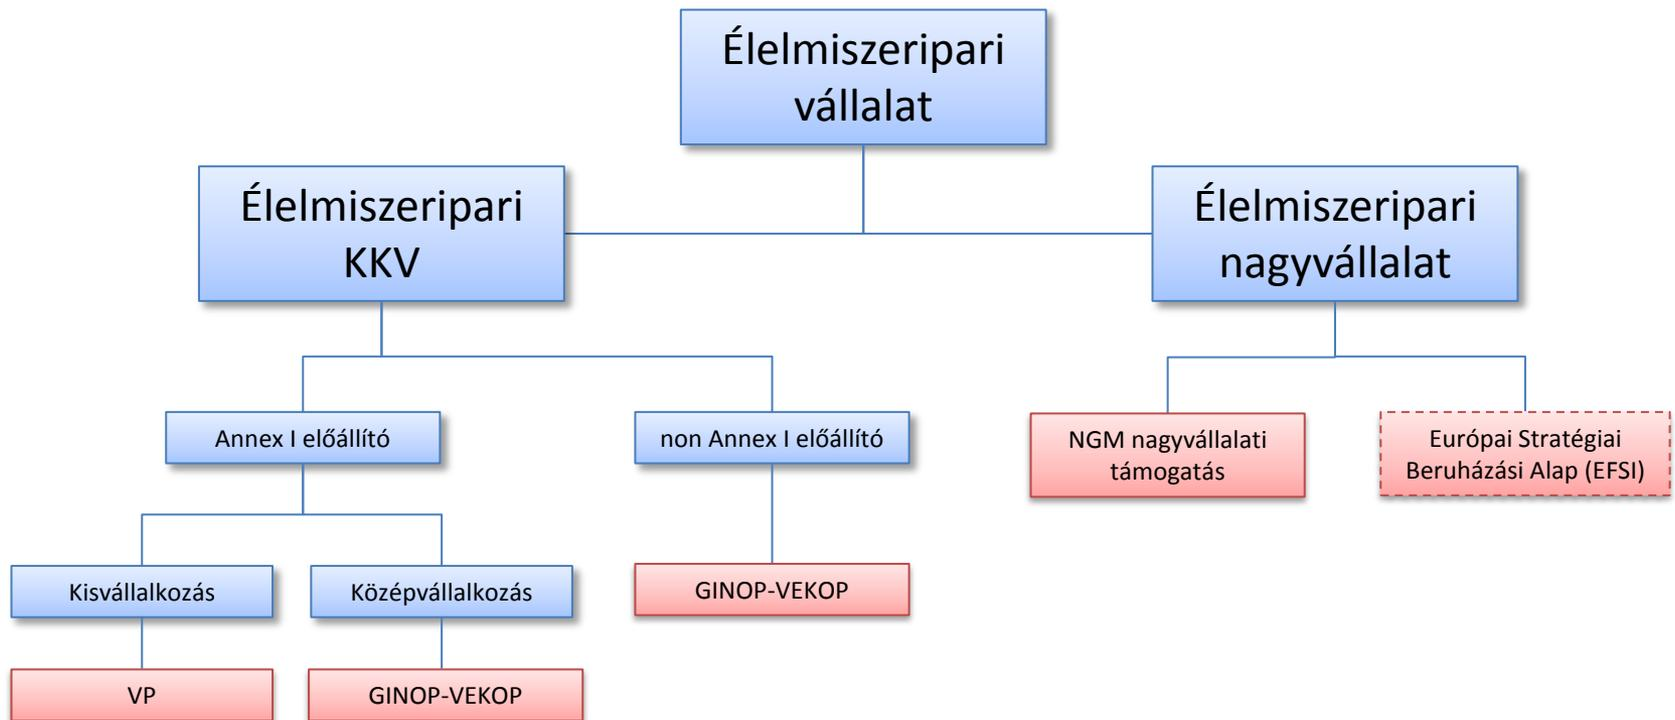 Élelmiszeripari
vállalat
Élelmiszeripari
KKV
Élelmiszeripari
nagyvállalat
Annex I előállító
non Annex I előállító
NGM nagyvállalati
támogatás
Európai Stratégiai
Beruházási Alap (EFSI)
Kisvállalkozás
Középvállalkozás
GINOP-VEKOP
VP
GINOP-VEKOP